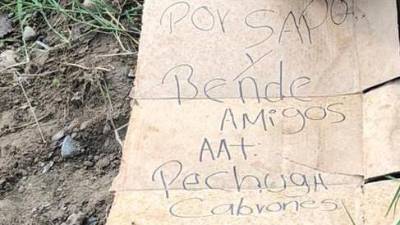 POR SAPO
y
Bende
AMigos
AAt
Pechuga
Cabrones